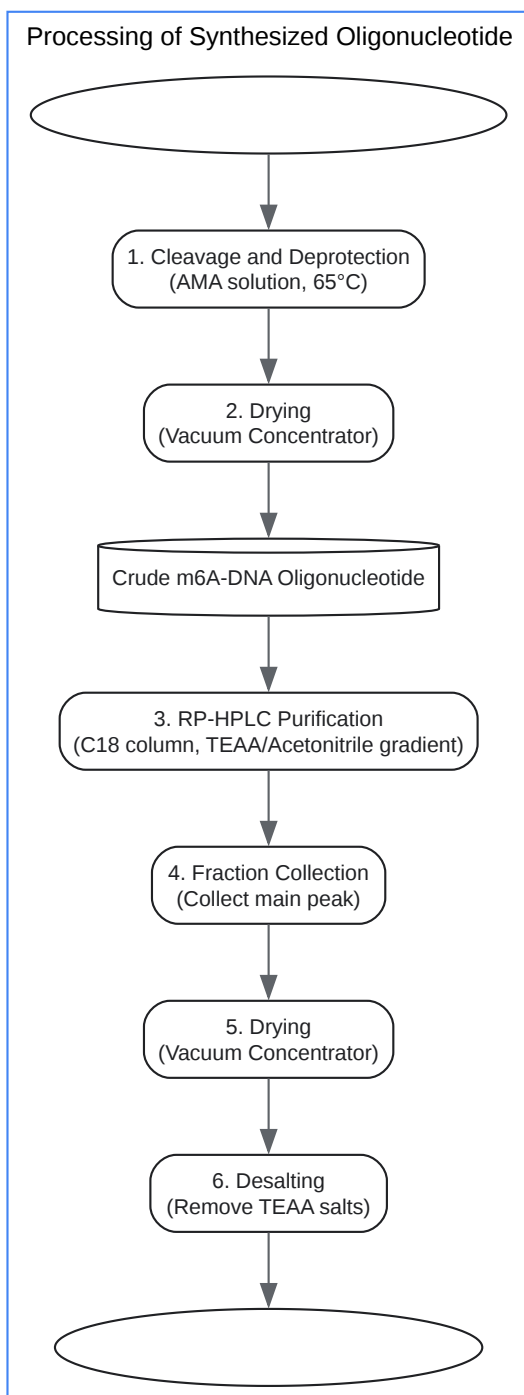 Processing of Synthesized Oligonucleotide
1. Cleavage and Deprotection
(AMA solution, 65°C)
2. Drying
(Vacuum Concentrator)
Crude m6A-DNA Oligonucleotide
3. RP-HPLC Purification
(C18 column, TEAA/Acetonitrile gradient)
4. Fraction Collection
(Collect main peak)
5. Drying
(Vacuum Concentrator)
6. Desalting
(Remove TEAA salts)